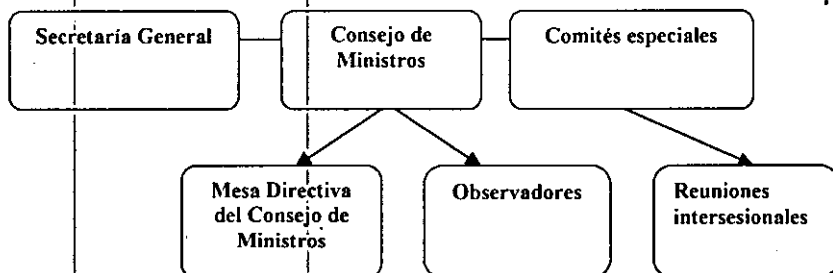 Secretaría General
Consejo de
Ministros
Comités especiales
Mesa Directiva
del Consejo de
Ministros
Observadores
Reuniones
intersesionales